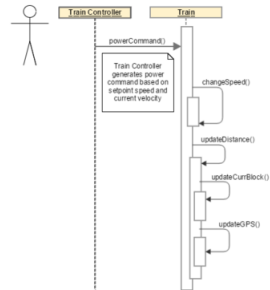 Train Controller
Train
powerCommand()
Train Controller
generates power
command based on
setpoint speed and
current velocity
changeSpeed()
updateDistance()
updateCurrBlock()
updateGPS()